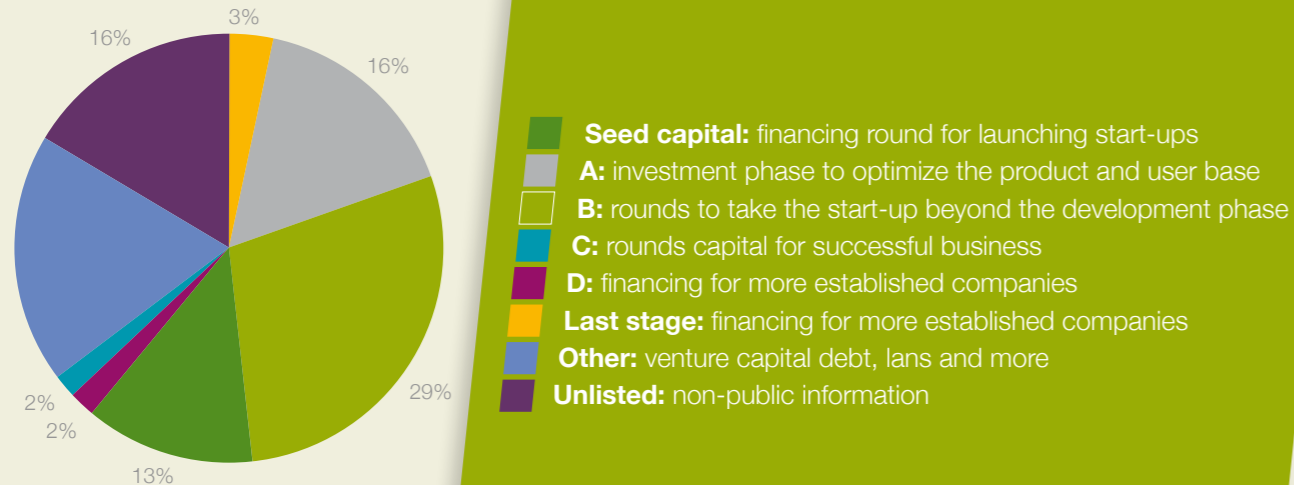 3%
16%
16%
29%
13%
2%
2%
Seed capital: financing round for launching start-ups
A: investment phase to optimize the product and user base
B: rounds to take the start-up beyond the development phase
C: rounds capital for successful business
D: financing for more established companies
Last stage: financing for more established companies
Other: venture capital debt, lans and more
Unlisted: non-public information